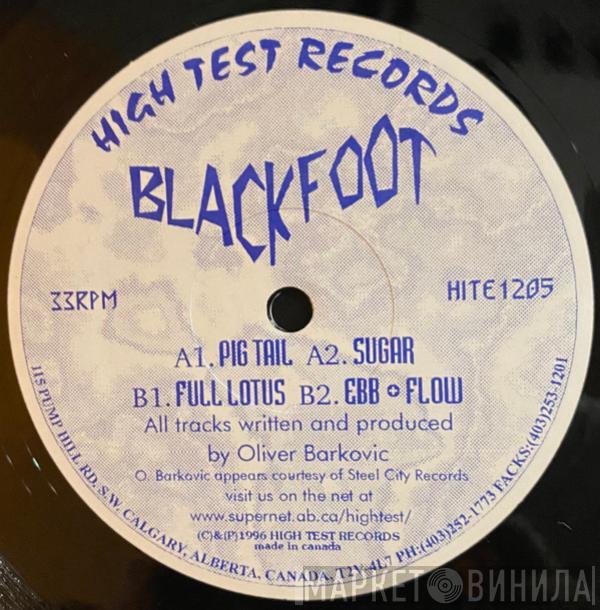 HIGH TEST RECORDS
BLACKFOOT
33RPM
HITE1205
A1. PIG TAIL A2. SUGAR
B1. FULL LOTUS B2. EBB + FLOW
All tracks written and produced
by Oliver Barkovic
O. Barkovic appears courtesy of Steel City Records
visit us on the net at
www.supernet.ab.ca/hightest/
(C)&(P)1996 HIGH TEST RECORDS
made in canada
115 PUMP HILL RD. S.W. CALGARY, ALBERTA, CANADA, T2V 4L7 PH:(403)252-1773 FACKS:(403)253-1201
МАРКЕТ ВИНИЛА